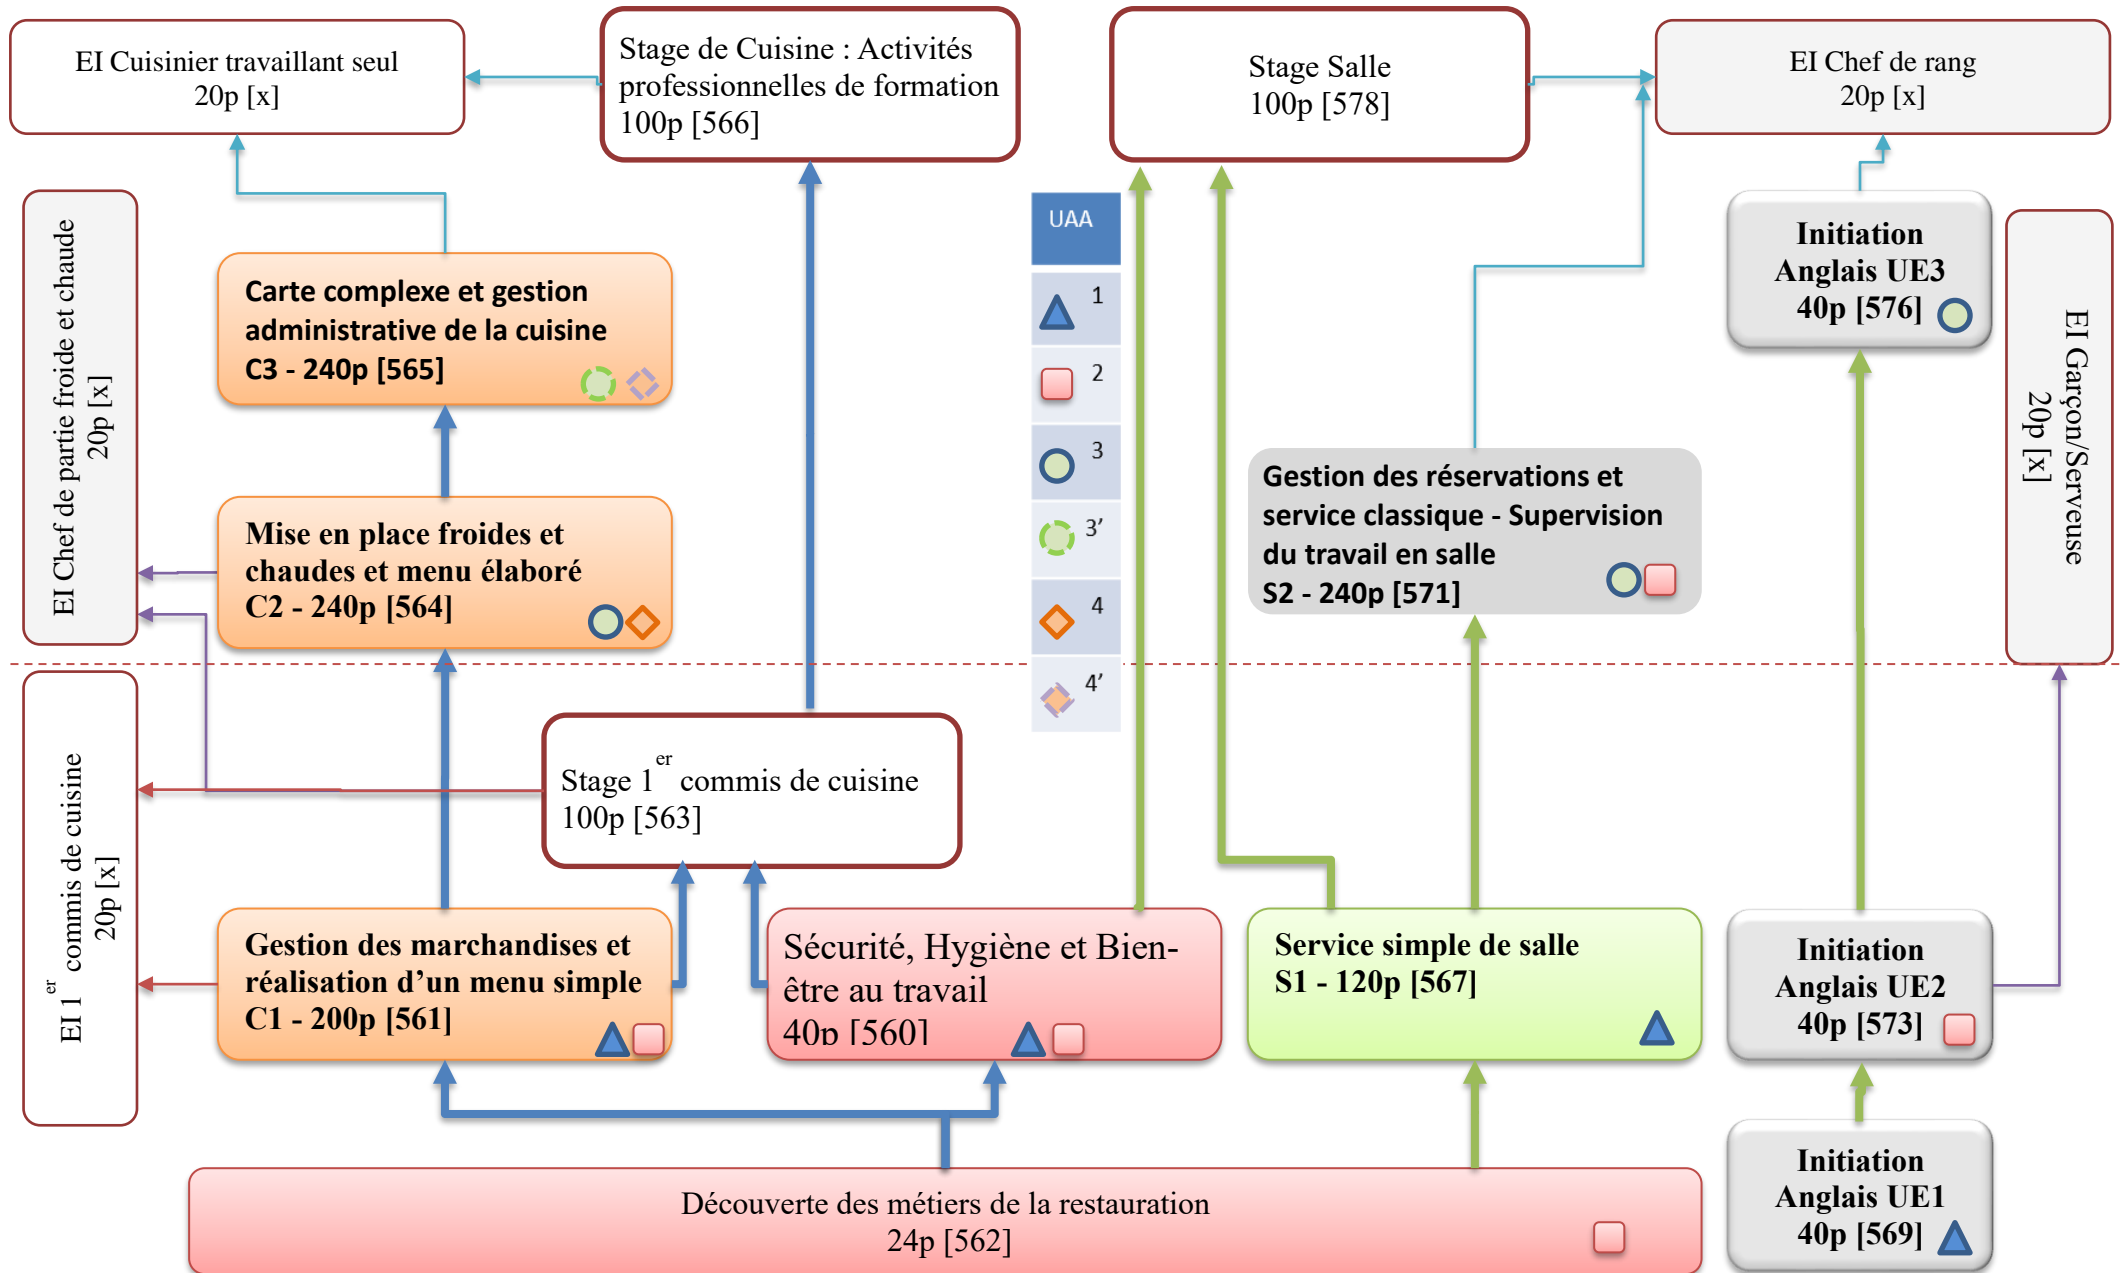 EI Cuisinier travaillant seul
20p [x]
Stage de Cuisine : Activités
professionnelles de formation
100p [566]
Stage Salle
100p [578]
EI Chef de rang
20p [x]
EI Chef de partie froide et chaude
20p [x]
Carte complexe et gestion
administrative de la cuisine
C3 - 240p [565]
UAA
1
2
3
3’
4
4’
Initiation
Anglais UE3
40p [576]
EI Garçon/Serveuse
20p [x]
Mise en place froides et
chaudes et menu élaboré
C2 - 240p [564]
Gestion des réservations et
service classique - Supervision
du travail en salle
S2 - 240p [571]
EI 1er commis de cuisine
20p [x]
Stage 1er commis de cuisine
100p [563]
Gestion des marchandises et
réalisation d’un menu simple
C1 - 200p [561]
Sécurité, Hygiène et Bien-
être au travail
40p [560]
Service simple de salle
S1 - 120p [567]
Initiation
Anglais UE2
40p [573]
Découverte des métiers de la restauration
24p [562]
Initiation
Anglais UE1
40p [569]